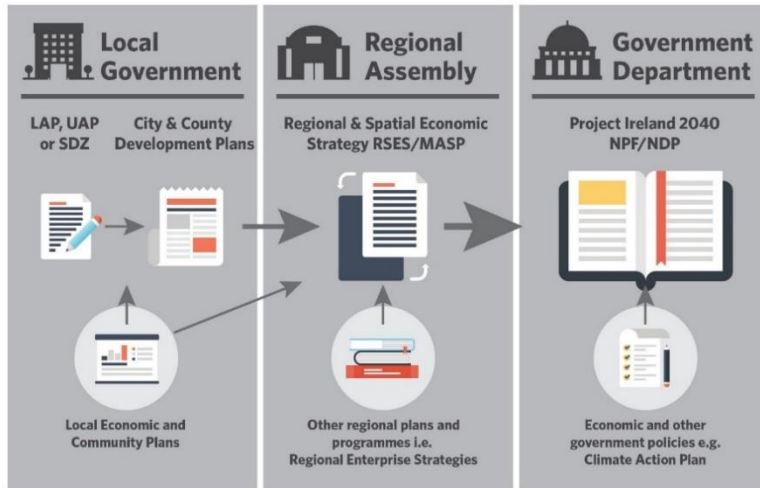 Local
Government
LAP, UAP
or SDZ
City & County
Development Plans
Local Economic and
Community Plans
Regional
Assembly
Regional & Spatial Economic
Strategy RSES/MASP
Other regional plans and
programmes i.e.
Regional Enterprise Strategies
Government
Department
Project Ireland 2040
NPF/NDP
Economic and other
government policies e.g.
Climate Action Plan